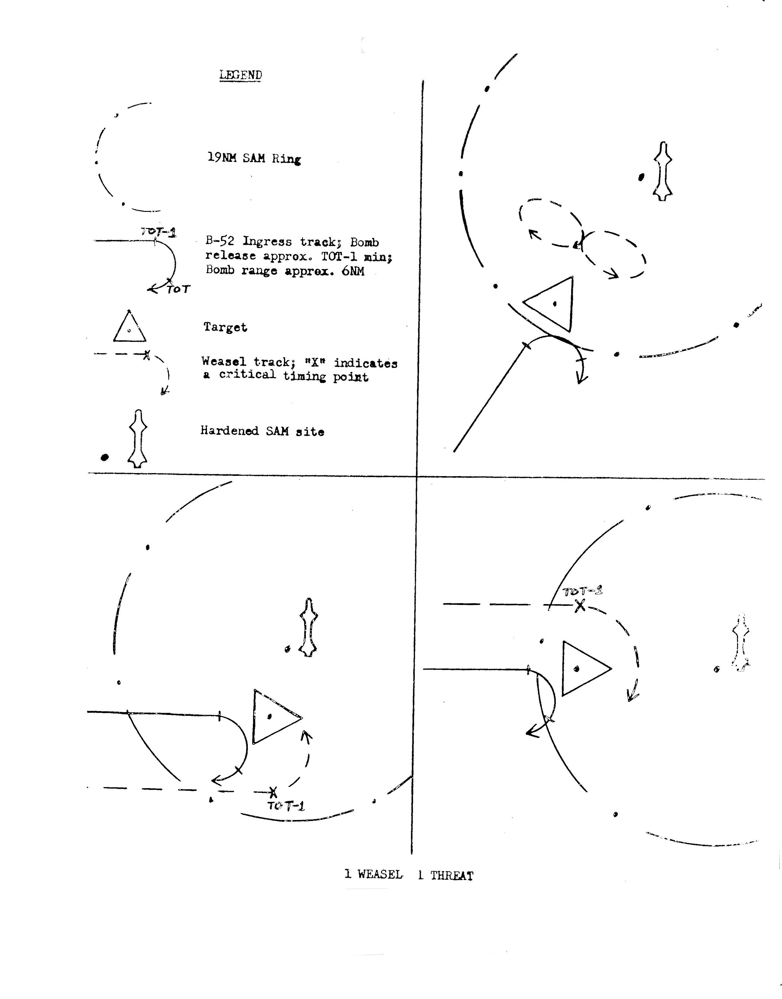 LEGEND
19NM SAM Ring
TOT-1
B-52 Ingress track; Bomb
release approx. TOT-1 min;
Bomb range approx. 6NM
TOT
Target
Weasel track; "X" indicates
a critical timing point
Hardened SAM site
TOT-1
TOT-1
1 WEASEL 1 THREAT